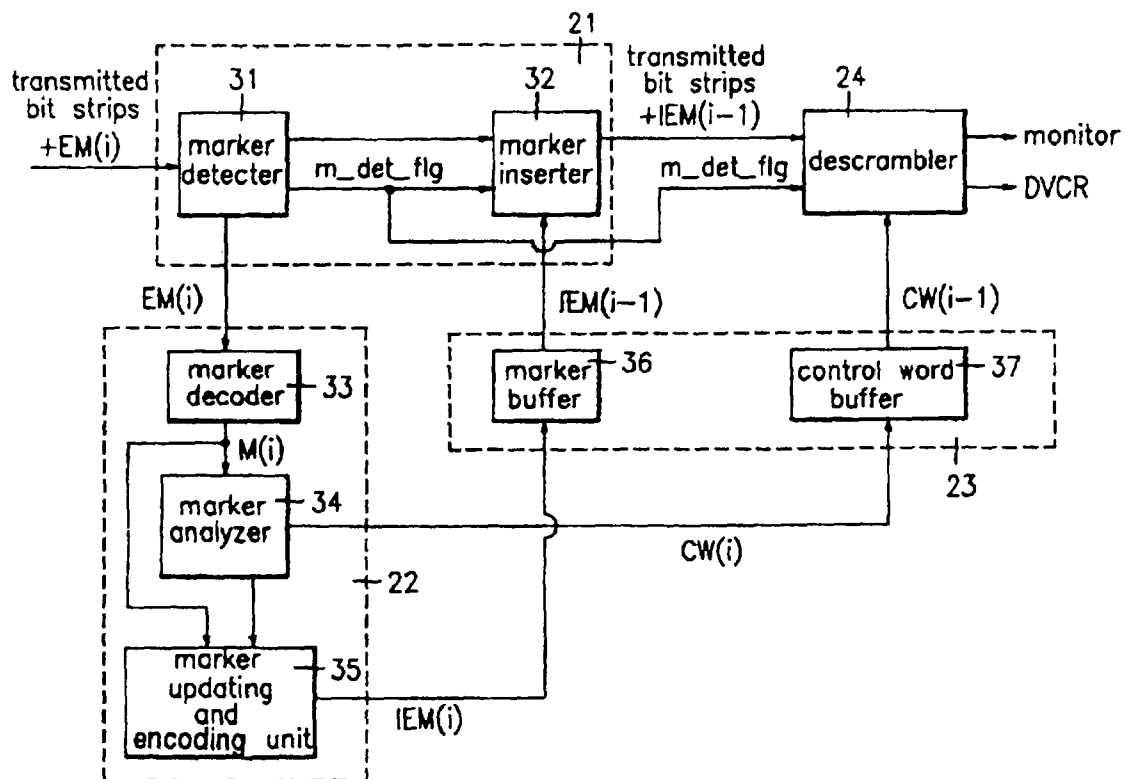 21
transmitted
bit strips
+EM(i)
31
marker
detecter
m_det_flg
32
marker
inserter
transmitted
bit strips
+IEM(i-1)
m_det_flg
24
descrambler
monitor
DVCR
EM(i)
IEM(i-1)
CW(i-1)
marker
decoder
33
marker
buffer
36
control word
buffer
37
M(i)
marker
analyzer
34
23
CW(i)
22
marker
updating
and
encoding unit
35
IEM(i)